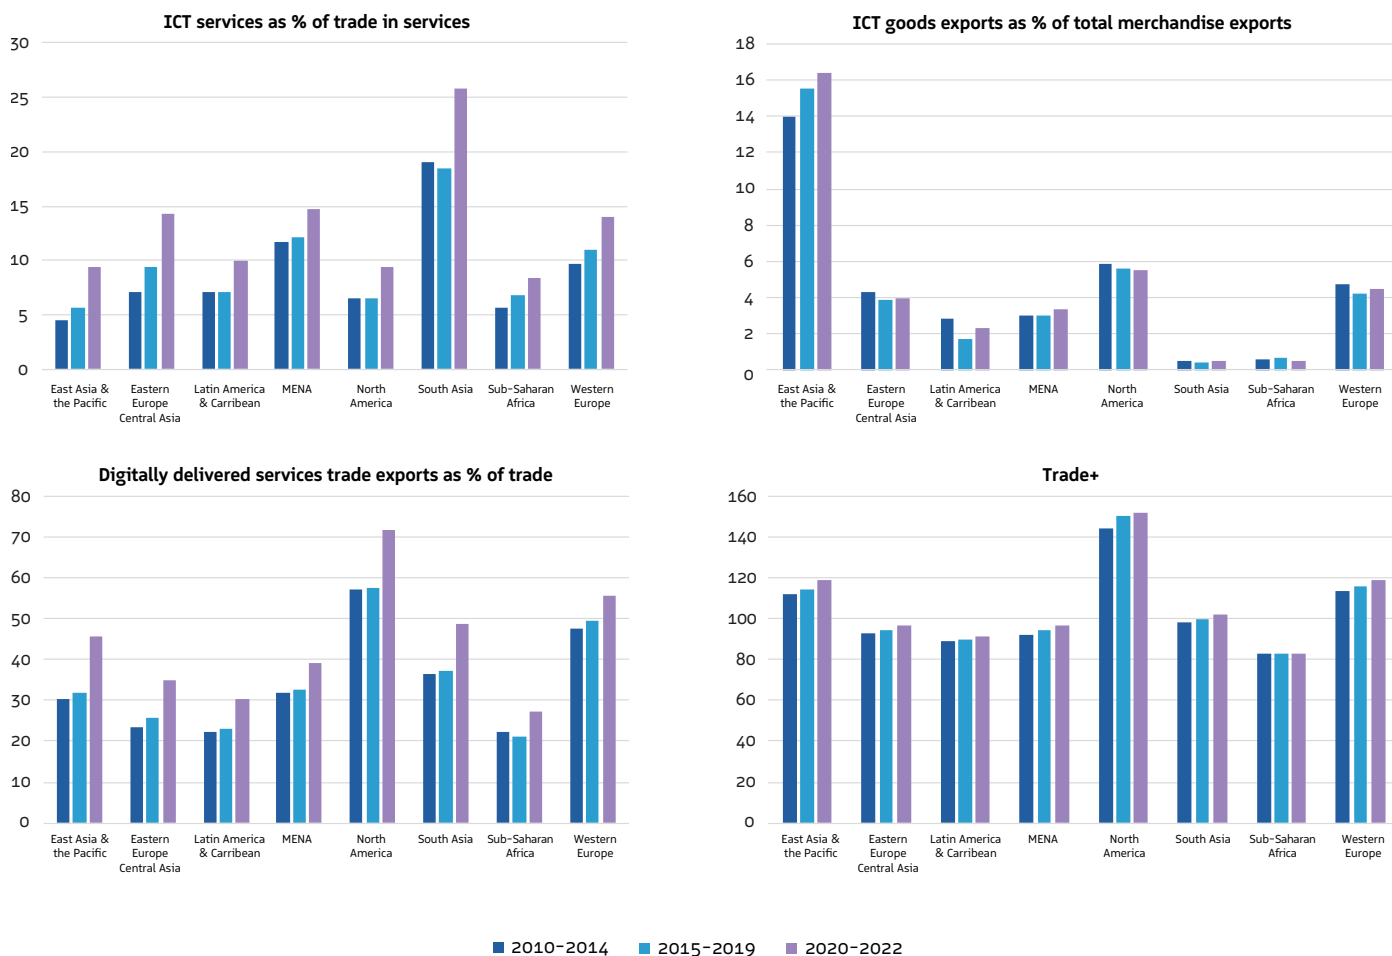 ICT services as % of trade in services
30
25
20
15
10
5
0
East Asia &
the Pacific
Eastern
Europe
Central Asia
Latin America
& Carribean
MENA
North
America
South Asia
Sub-Saharan
Africa
Western
Europe
ICT goods exports as % of total merchandise exports
18
16
14
12
10
8
6
4
2
0
East Asia &
the Pacific
Eastern
Europe
Central Asia
Latin America
& Carribean
MENA
North
America
South Asia
Sub-Saharan
Africa
Western
Europe
Digitally delivered services trade exports as % of trade
80
70
60
50
40
30
20
10
0
East Asia &
the Pacific
Eastern
Europe
Central Asia
Latin America
& Carribean
MENA
North
America
South Asia
Sub-Saharan
Africa
Western
Europe
Trade+
160
140
120
100
80
60
40
20
0
East Asia &
the Pacific
Eastern
Europe
Central Asia
Latin America
& Carribean
MENA
North
America
South Asia
Sub-Saharan
Africa
Western
Europe
2010-2014 2015-2019 2020-2022